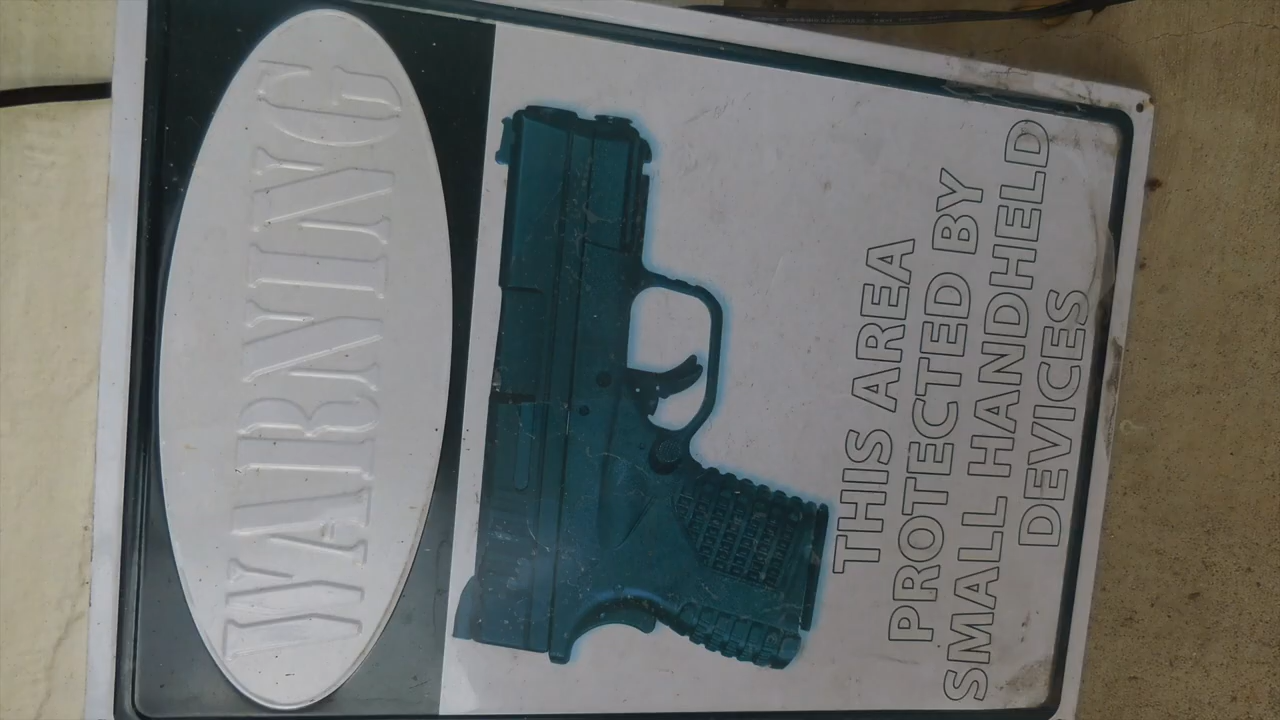 WARNING
THIS AREA
PROTECTED BY
SMALL HANDHELD
DEVICES